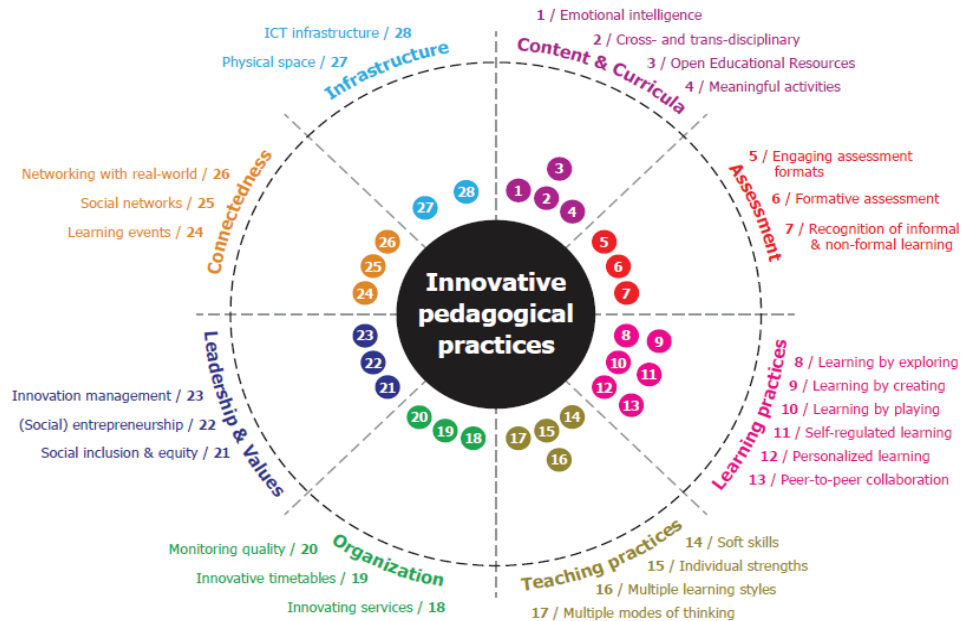 Innovative
pedagogical
practices
Content & Curricula
1 / Emotional intelligence
2 / Cross- and trans-disciplinary
3 / Open Educational Resources
4 / Meaningful activities
Assessment
5 / Engaging assessment
formats
6 / Formative assessment
7 / Recognition of informal
& non-formal learning
Learning practices
8 / Learning by exploring
9 / Learning by creating
10 / Learning by playing
11 / Self-regulated learning
12 / Personalized learning
13 / Peer-to-peer collaboration
Teaching practices
14 / Soft skills
15 / Individual strengths
16 / Multiple learning styles
17 / Multiple modes of thinking
Organization
Monitoring quality / 20
Innovative timetables / 19
Innovating services / 18
Leadership & Values
Innovation management / 23
(Social) entrepreneurship / 22
Social inclusion & equity / 21
Connectedness
Networking with real-world / 26
Social networks / 25
Learning events / 24
Infrastructure
ICT infrastructure / 28
Physical space / 27
1
2
3
4
5
6
7
8
9
10
11
12
13
14
15
16
17
18
19
20
21
22
23
24
25
26
27
28